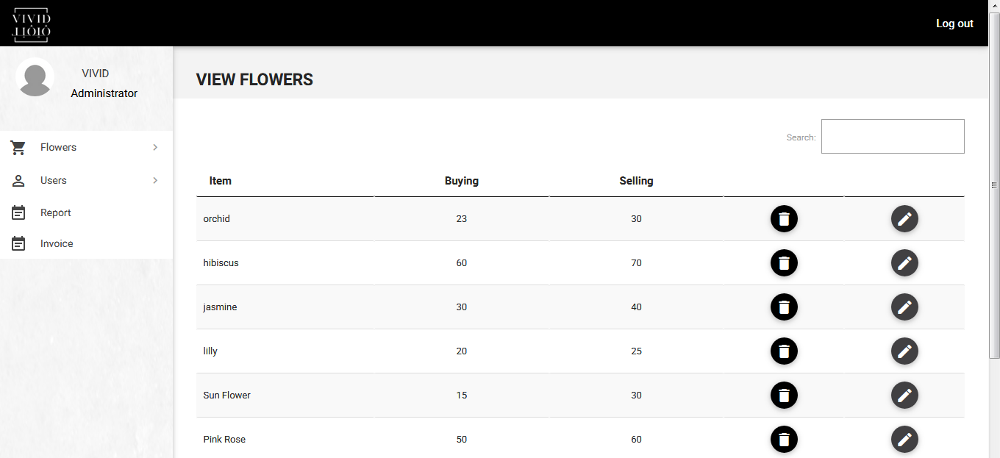 VIVID
Log out
VIVID
Administrator
Flowers
Users
Report
Invoice
VIEW FLOWERS
Search:
Item Buying Selling
orchid 23 30
hibiscus 60 70
jasmine 30 40
lilly 20 25
Sun Flower 15 30
Pink Rose 50 60